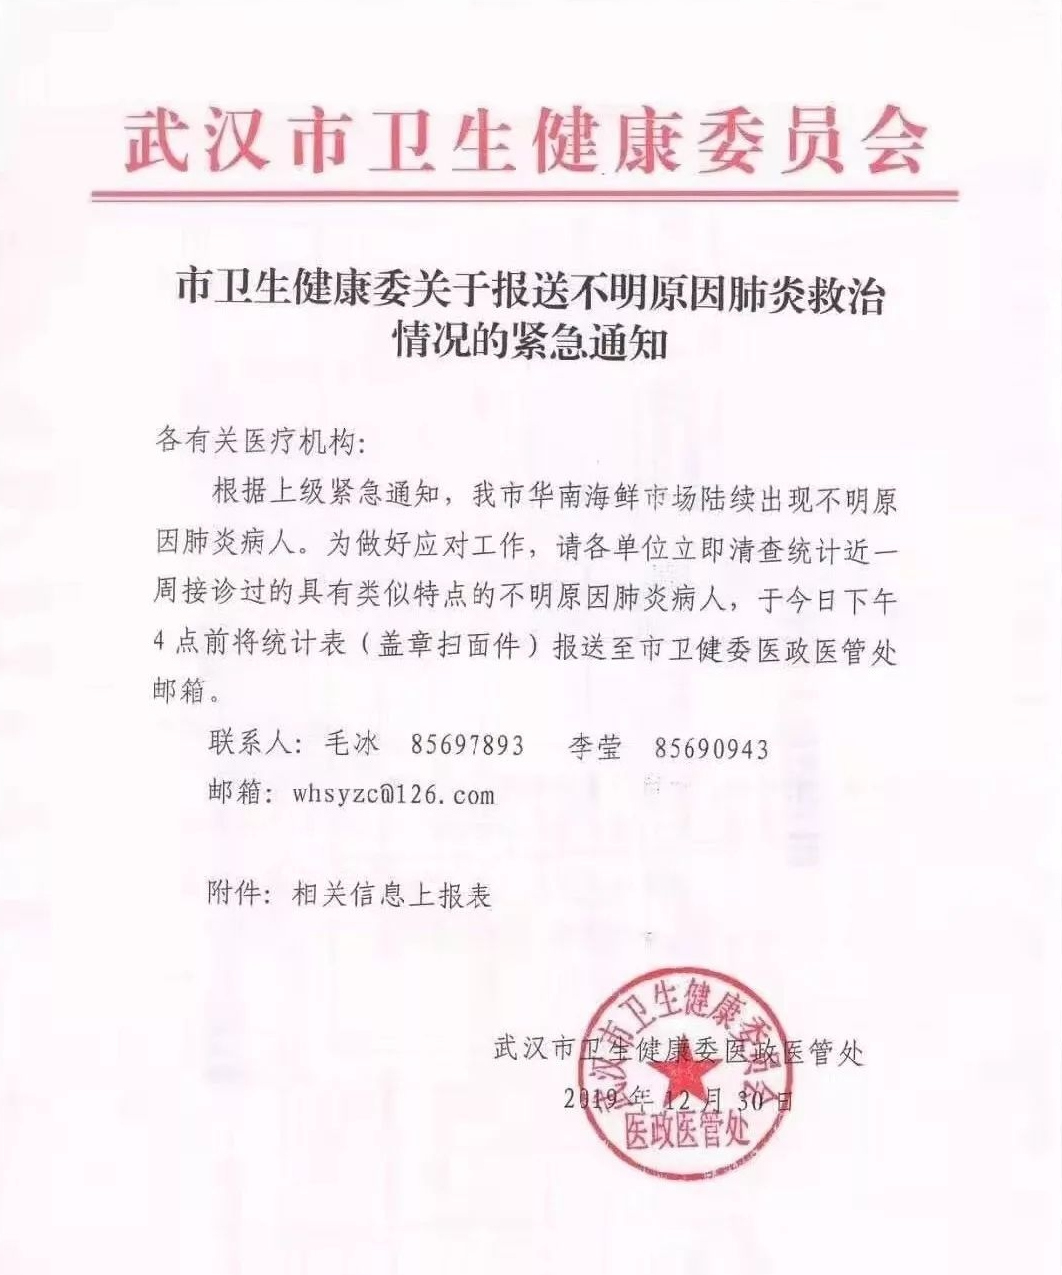 武汉市卫生健康委员会
市卫生健康委关于报送不明原因肺炎救治
情况的紧急通知
各有关医疗机构：
根据上级紧急通知，我市华南海鲜市场陆续出现不明原
因肺炎病人。为做好应对工作，请各单位立即清查统计近一
周接诊过的具有类似特点的不明原因肺炎病人，于今日下午
4点前将统计表（盖章扫面件）报送至市卫健委医政医管处
邮箱。
联系人：毛冰 85697893 李莹 85690943
邮箱：whsyzc@126.com
附件：相关信息上报表
武汉市卫生健康委医政医管处
2019年12月30日
武汉市卫生健康委员会
医政医管处